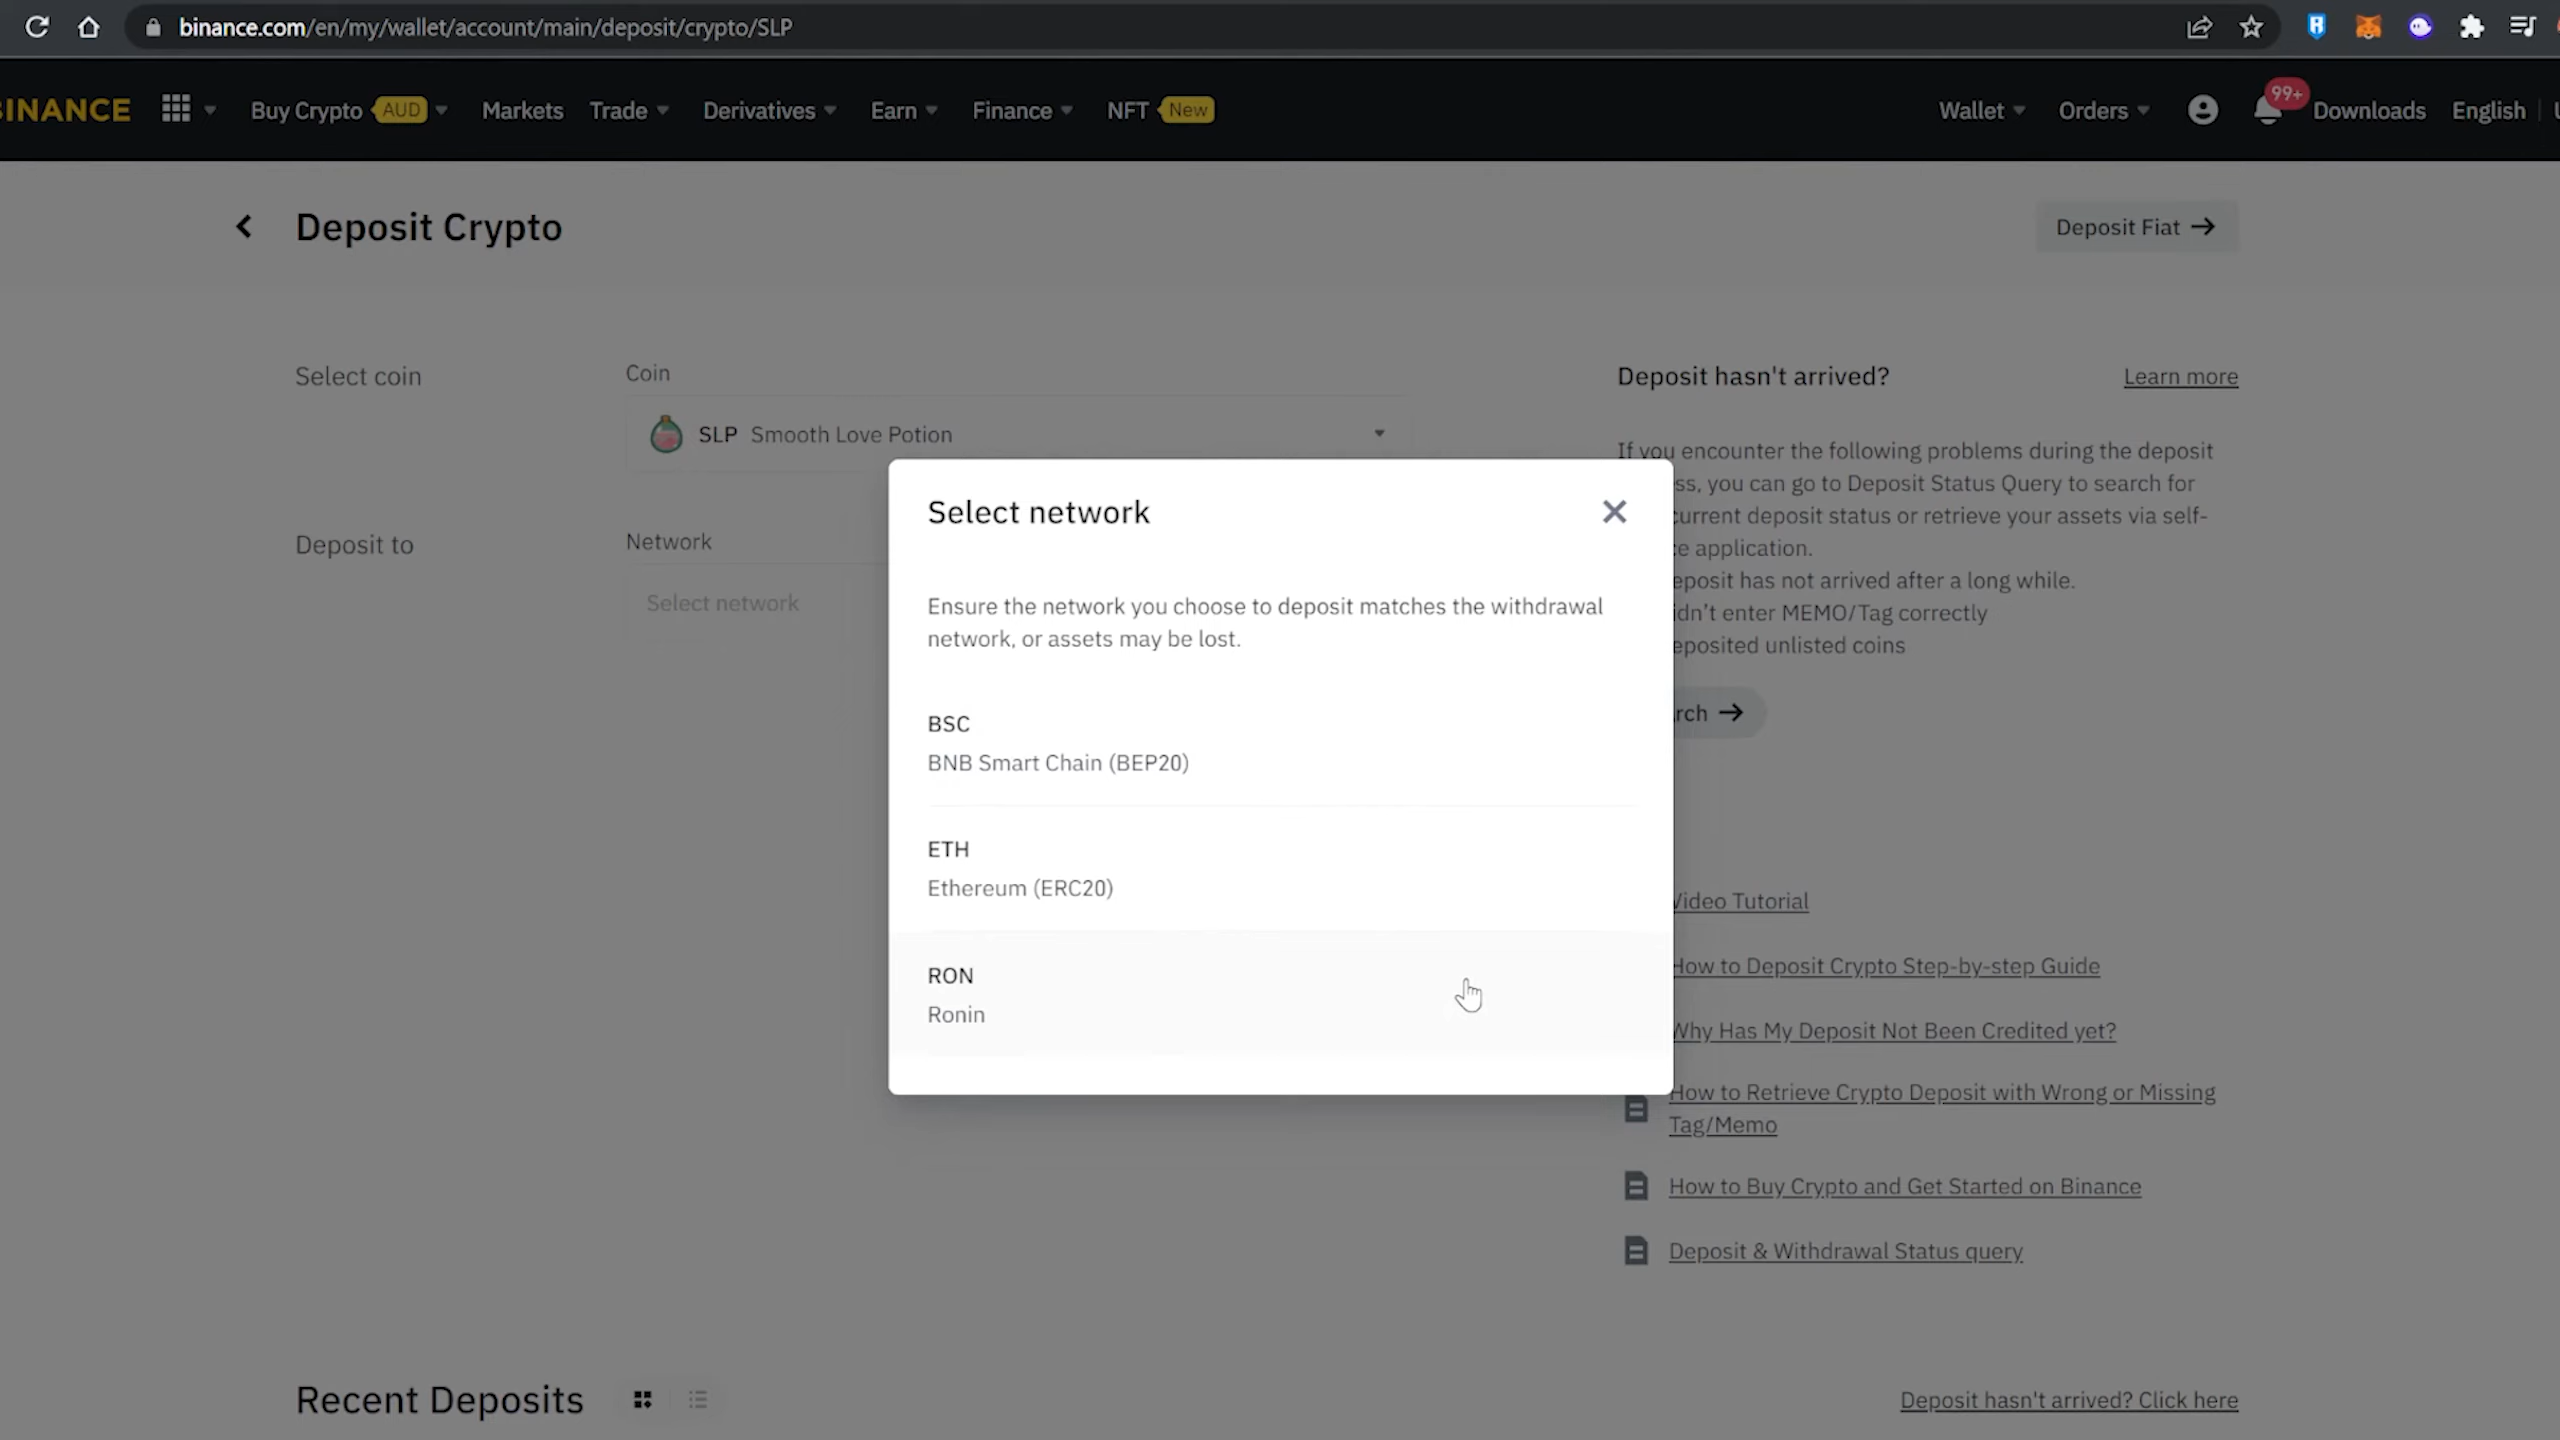 binance.com/en/my/wallet/account/main/deposit/crypto/SLP
BINANCE
Buy Crypto AUD Markets Trade Derivatives Earn Finance NFT New
Wallet Orders 99+ Downloads English
Deposit Crypto
Deposit Fiat
Select coin
Coin
SLP Smooth Love Potion
Deposit to
Network
Select network
Select network
Ensure the network you choose to deposit matches the withdrawal
network, or assets may be lost.
BSC
BNB Smart Chain (BEP20)
ETH
Ethereum (ERC20)
RON
Ronin
Deposit hasn't arrived? Learn more
If you encounter the following problems during the deposit
ss, you can go to Deposit Status Query to search for
current deposit status or retrieve your assets via self-
ce application.
eposit has not arrived after a long while.
idn't enter MEMO/Tag correctly
eposited unlisted coins
rch
Video Tutorial
How to Deposit Crypto Step-by-step Guide
Why Has My Deposit Not Been Credited yet?
How to Retrieve Crypto Deposit with Wrong or Missing
Tag/Memo
How to Buy Crypto and Get Started on Binance
Deposit & Withdrawal Status query
Recent Deposits
Deposit hasn't arrived? Click here